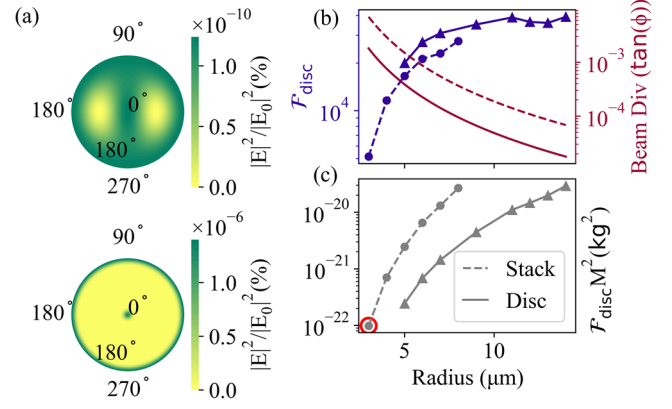 (a)
×10⁻¹⁰
90°
180°
0°
180°
270°
1.0
0.5
0.0
|E|²/|E₀|²(%)
×10⁻⁶
90°
180°
0°
180°
270°
1.0
0.5
0.0
|E|²/|E₀|²(%)
(b)
ℱdisc
10⁴
10⁻³
10⁻⁴
Beam Div (tan(ϕ))
(c)
10⁻²⁰
10⁻²¹
10⁻²²
ℱdiscM²(kg²)
Stack
Disc
5
10
Radius (μm)